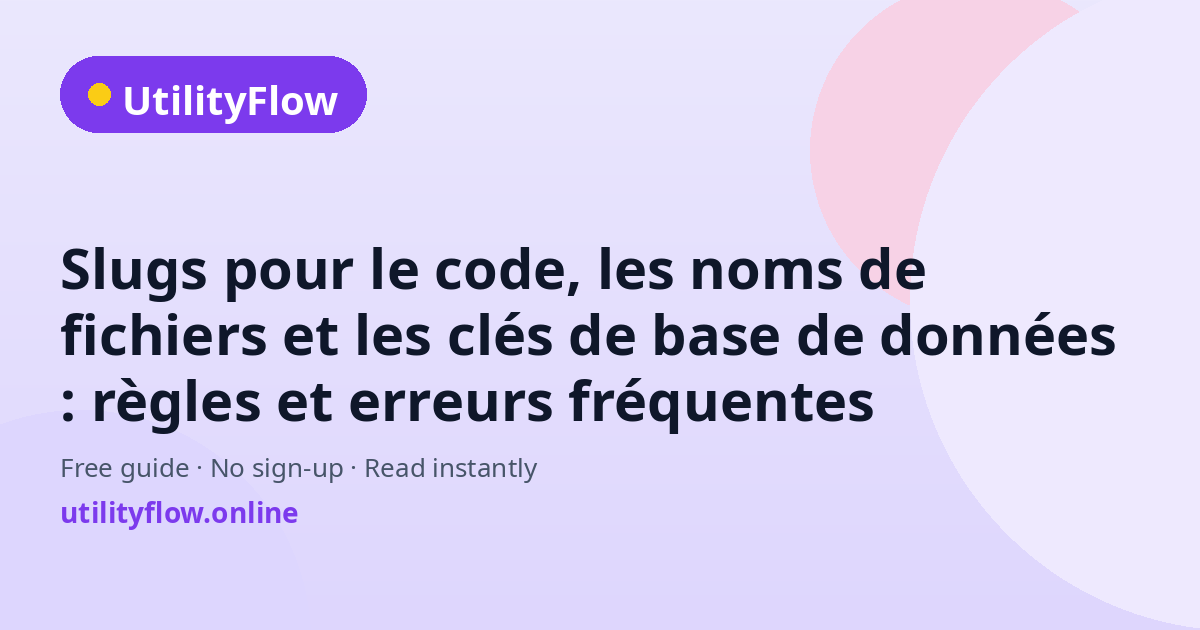 UtilityFlow
Slugs pour le code, les noms de
fichiers et les clés de base de données
: règles et erreurs fréquentes
Free guide · No sign-up · Read instantly
utilityflow.online